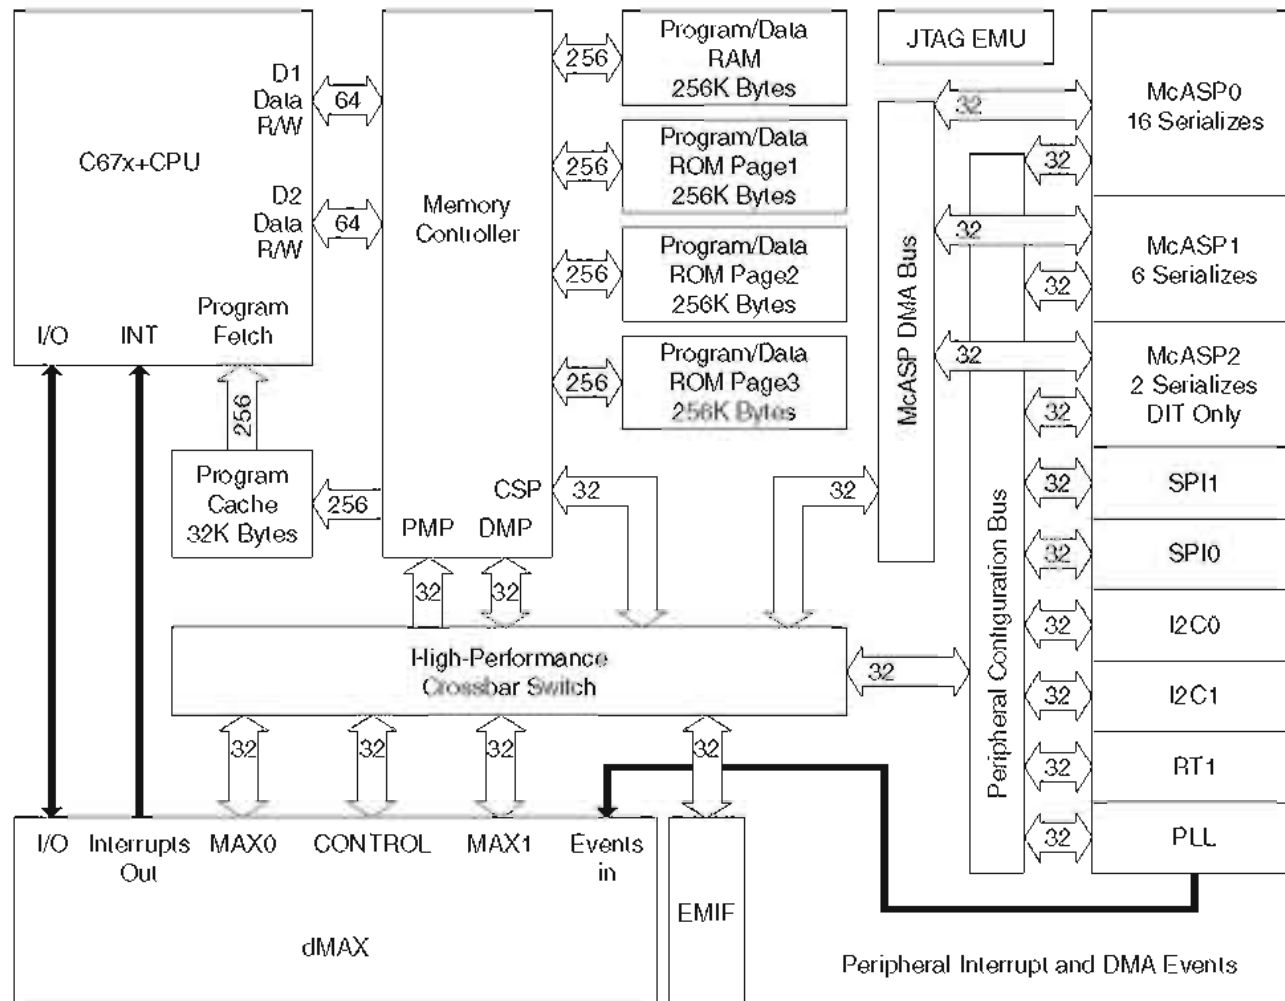 C67x+CPU
D1
Data
R/W
64
D2
Data
R/W
64
I/O
INT
Program
Fetch
256
Program
Cache
32K Bytes
256
Memory
Controller
CSP
PMP
DMP
32
32
32
256
Program/Data
RAM
256K Bytes
256
Program/Data
ROM Page1
256K Bytes
256
Program/Data
ROM Page2
256K Bytes
256
Program/Data
ROM Page3
256K Bytes
JTAG EMU
McASP DMA Bus
32
32
32
32
Peripheral Configuration Bus
32
32
32
32
32
32
32
32
32
32
McASP0
16 Serializes
McASP1
6 Serializes
McASP2
2 Serializes
DIT Only
SPI1
SPI0
I2C0
I2C1
RT1
PLL
High-Performance
Crossbar Switch
32
32
32
32
I/O
Interrupts
Out
MAX0
CONTROL
MAX1
Events
in
dMAX
EMIF
Peripheral Interrupt and DMA Events